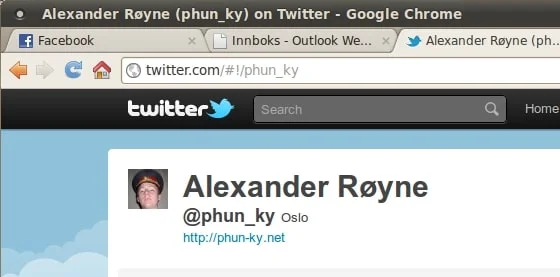 Alexander Røyne (phun_ky) on Twitter - Google Chrome
Facebook
Innboks - Outlook We...
Alexander Røyne (ph...
twitter.com/#!/phun_ky
twitter
Search
Home
Alexander Røyne
@phun_ky Oslo
http://phun-ky.net